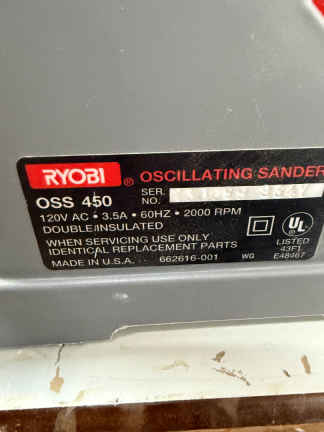 RYOBI ® OSCILLATING SANDER
OSS 450 SER. NO.
120V AC • 3.5A • 60HZ • 2000 RPM
DOUBLE INSULATED
WHEN SERVICING USE ONLY
IDENTICAL REPLACEMENT PARTS
MADE IN U.S.A. 662616-001 WG
UL ®
LISTED
43F1
E48467